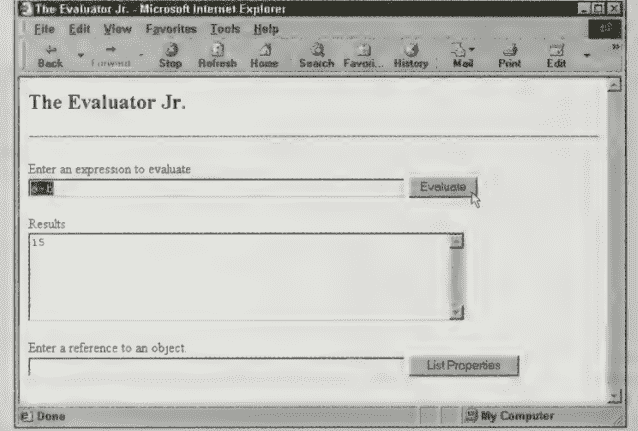 The Evaluator Jr. - Microsoft Internet Explorer
File Edit View Favorites Tools Help
Back Forward Stop Refresh Home Search Favori... History Mail Print Edit »
The Evaluator Jr.
Enter an expression to evaluate
Evaluate
Results
15
Enter a reference to an object
List Properties
Done My Computer